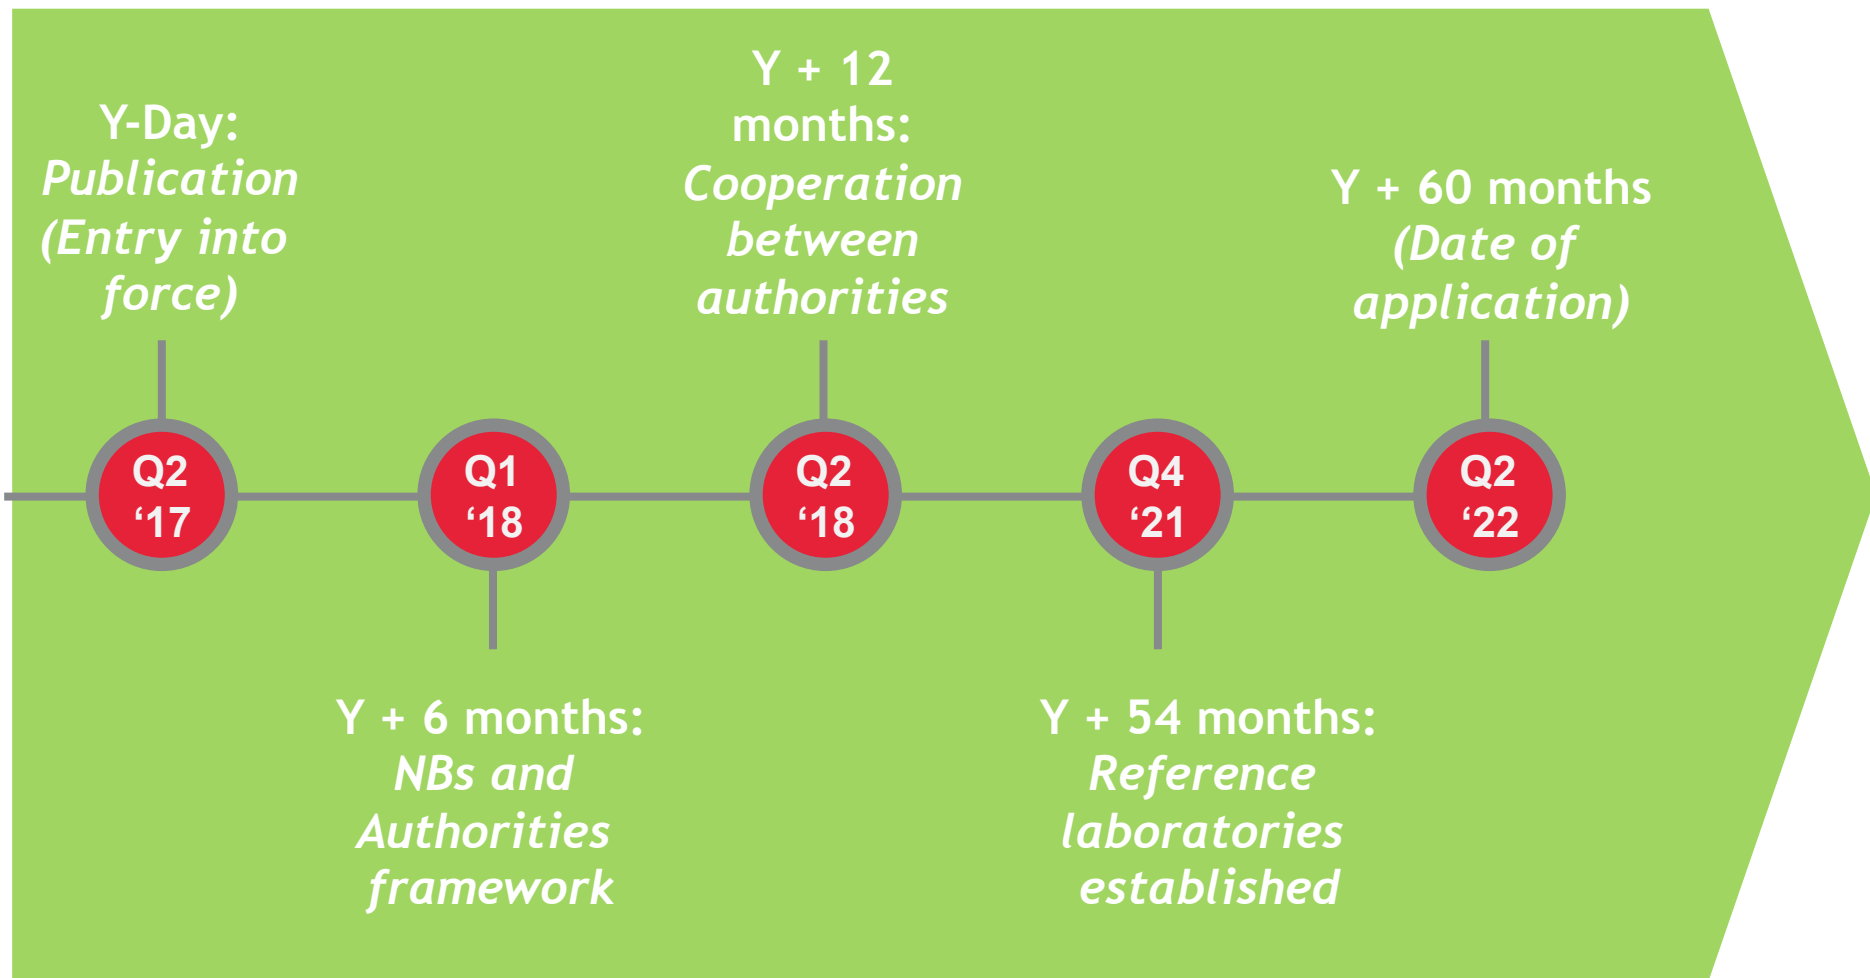 Y-Day:
Publication
(Entry into
force)
Y + 12
months:
Cooperation
between
authorities
Y + 60 months
(Date of
application)
Q2
‘17
Q1
‘18
Q2
‘18
Q4
‘21
Q2
‘22
Y + 6 months:
NBs and
Authorities
framework
Y + 54 months:
Reference
laboratories
established